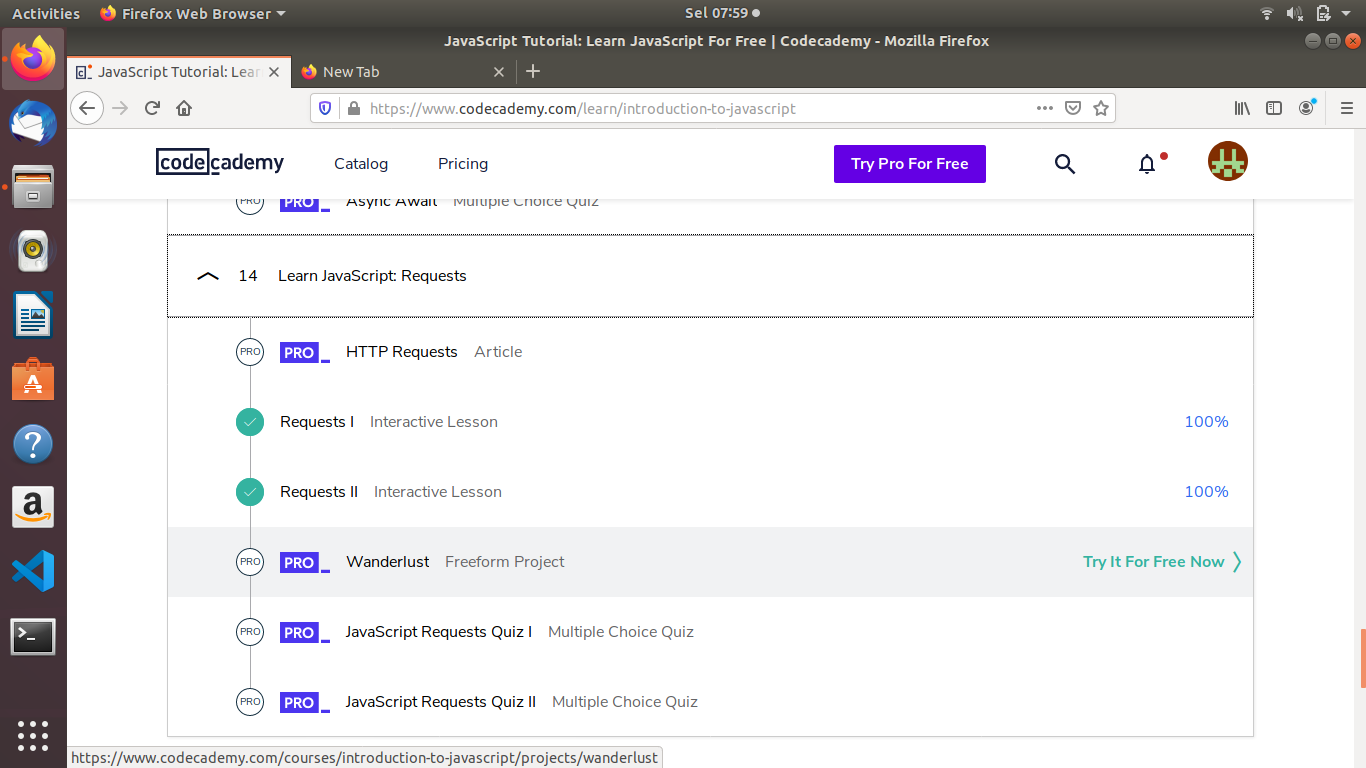 Activities Firefox Web Browser Sel 07:59
JavaScript Tutorial: Learn JavaScript For Free | Codecademy - Mozilla Firefox
JavaScript Tutorial: Lear New Tab
https://www.codecademy.com/learn/introduction-to-javascript
codecademy Catalog Pricing Try Pro For Free
PRO PRO Async Await Multiple Choice Quiz
14 Learn JavaScript: Requests
PRO PRO HTTP Requests Article
Requests I Interactive Lesson 100%
Requests II Interactive Lesson 100%
PRO PRO Wanderlust Freeform Project Try It For Free Now
PRO PRO JavaScript Requests Quiz I Multiple Choice Quiz
PRO PRO JavaScript Requests Quiz II Multiple Choice Quiz
https://www.codecademy.com/courses/introduction-to-javascript/projects/wanderlust